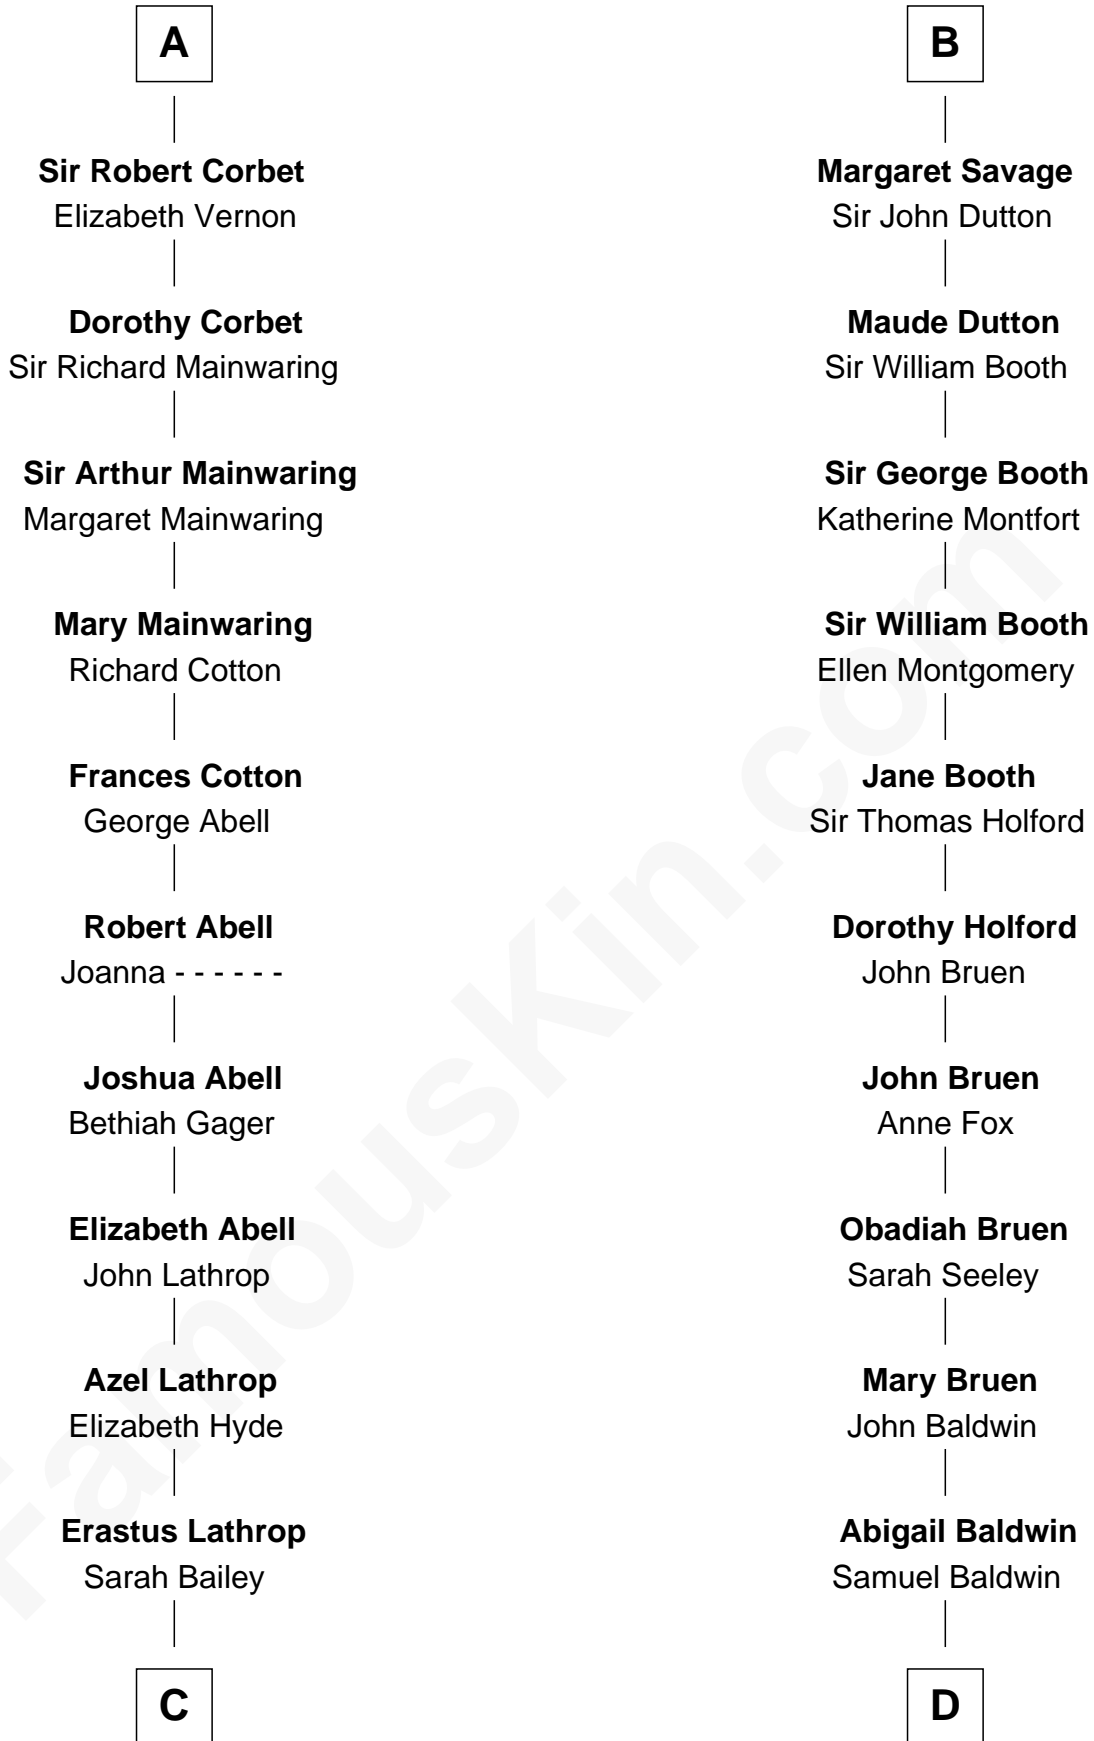 A
Sir Robert Corbet
Elizabeth Vernon
Dorothy Corbet
Sir Richard Mainwaring
Sir Arthur Mainwaring
Margaret Mainwaring
Mary Mainwaring
Richard Cotton
Frances Cotton
George Abell
Robert Abell
Joanna - - - - - -
Joshua Abell
Bethiah Gager
Elizabeth Abell
John Lathrop
Azel Lathrop
Elizabeth Hyde
Erastus Lathrop
Sarah Bailey
C
B
Margaret Savage
Sir John Dutton
Maude Dutton
Sir William Booth
Sir George Booth
Katherine Montfort
Sir William Booth
Ellen Montgomery
Jane Booth
Sir Thomas Holford
Dorothy Holford
John Bruen
John Bruen
Anne Fox
Obadiah Bruen
Sarah Seeley
Mary Bruen
John Baldwin
Abigail Baldwin
Samuel Baldwin
D
FamousKin.com